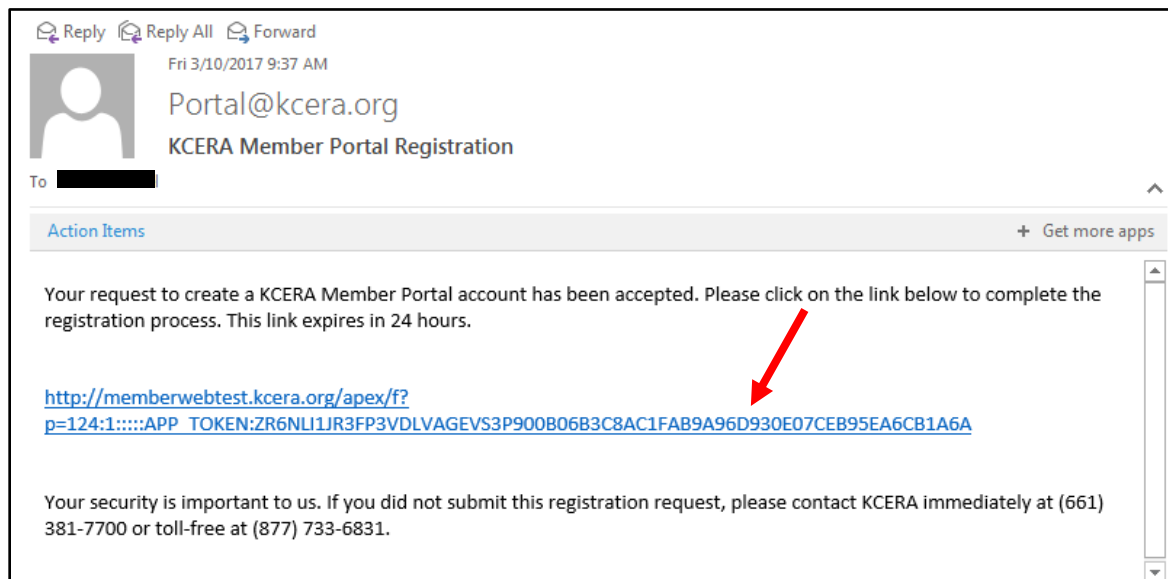 Reply Reply All Forward
Fri 3/10/2017 9:37 AM
Portal@kcera.org
KCERA Member Portal Registration
To
Action Items + Get more apps
Your request to create a KCERA Member Portal account has been accepted. Please click on the link below to complete the
registration process. This link expires in 24 hours.
http://memberwebtest.kcera.org/apex/f?
p=124:1:::::APP_TOKEN:ZR6NLI1JR3FP3VDLVAGEVS3P900B06B3C8AC1FAB9A96D930E07CEB95EA6CB1A6A
Your security is important to us. If you did not submit this registration request, please contact KCERA immediately at (661)
381-7700 or toll-free at (877) 733-6831.